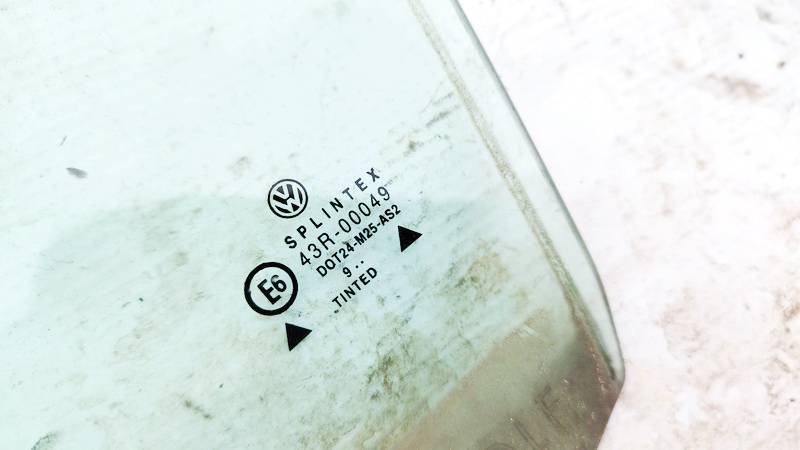 SPLINTEX
43R-00049
E6
DOT24-M25-AS2
9..
TINTED